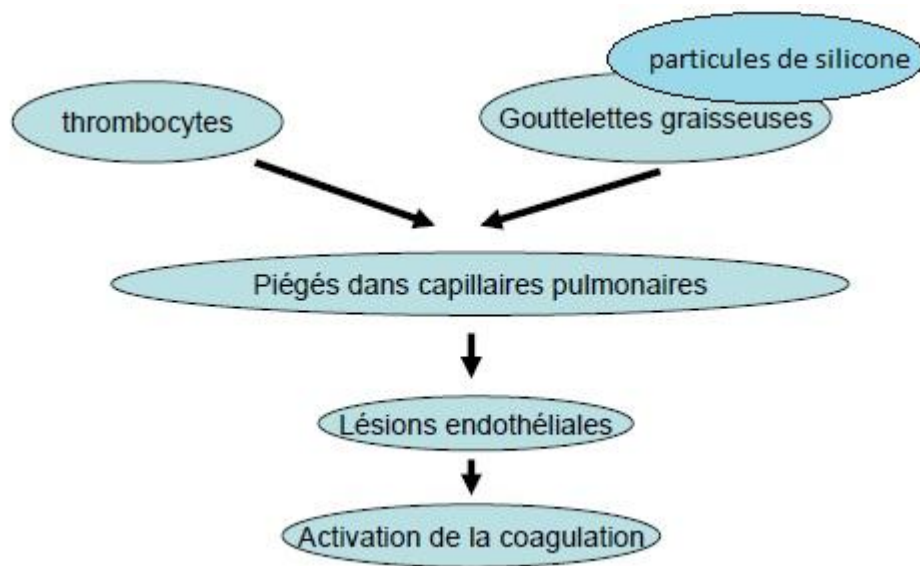 particules de silicone
thrombocytes
Gouttelettes graisseuses
Piégés dans capillaires pulmonaires
Lésions endothéliales
Activation de la coagulation